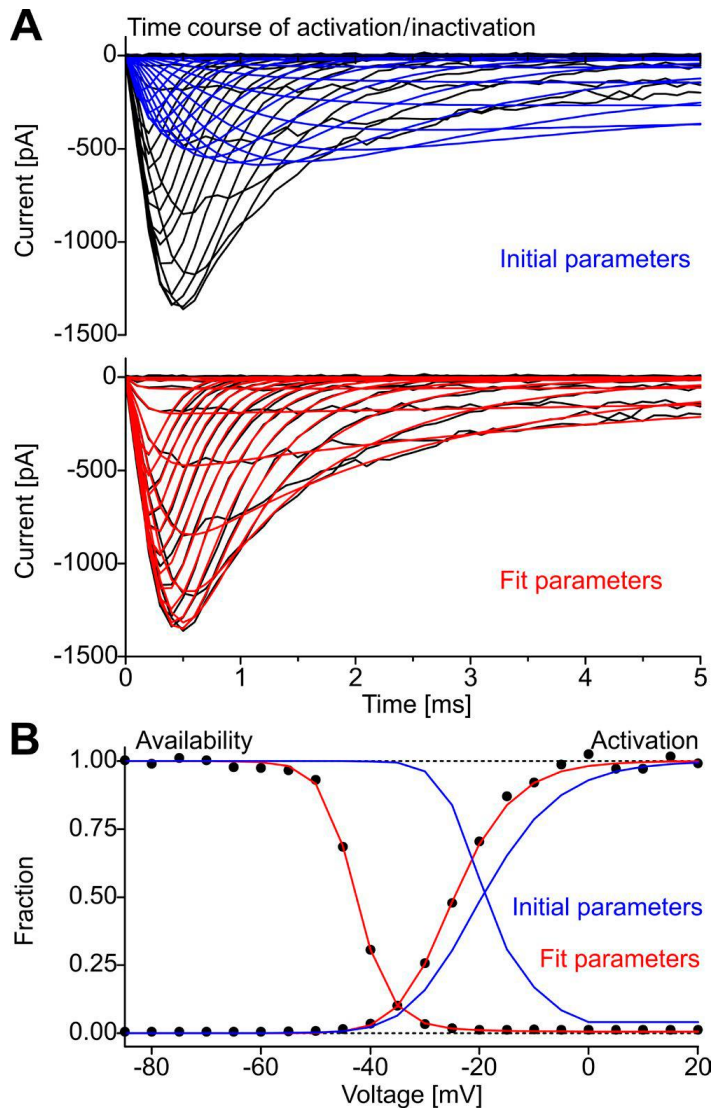 A
Time course of activation/inactivation
0
-500
-1000
-1500
Current [pA]
Initial parameters
0
-500
-1000
-1500
Current [pA]
Fit parameters
0 1 2 3 4 5
Time [ms]
B
Availability
Activation
1.00
0.75
0.50
0.25
0.00
Fraction
Initial parameters
Fit parameters
-80 -60 -40 -20 0 20
Voltage [mV]